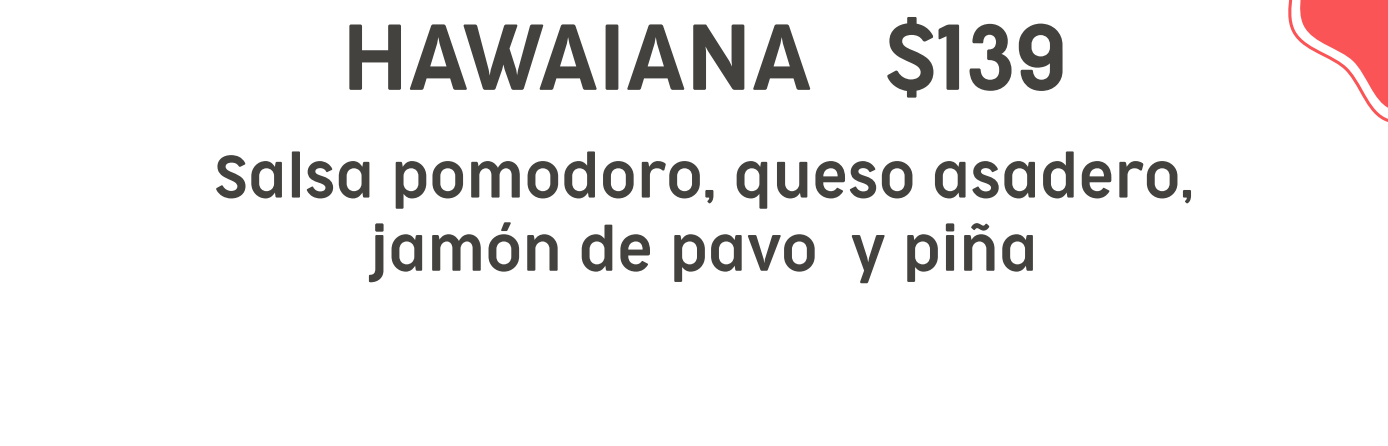 HAWAIANA $139
Salsa pomodoro, queso asadero,
jamón de pavo y piña